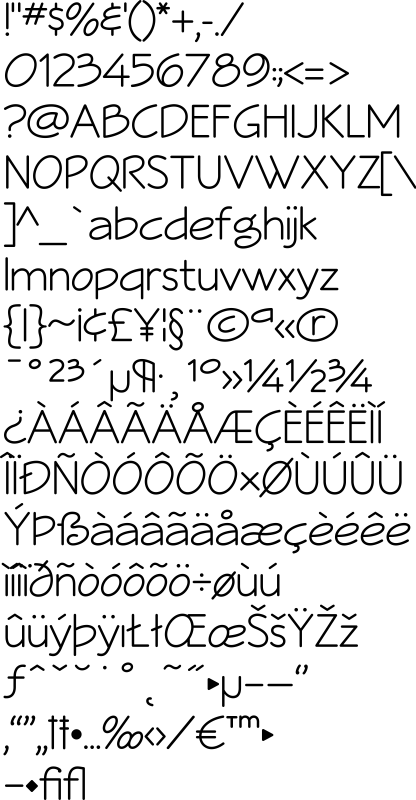 !"#$%&'()*+,-./
0123456789:;<=>
?@ABCDEFGHIJKLM
NOPQRSTUVWXYZ[\
]^_`abcdefghijk
lmnopqrstuvwxyz
{|}~¡¢£¥¦§¨©ª«®
¯°²³´µ¶·¸¹º»¼½¾
¿ÀÁÂÃÄÅÆÇÈÉÊËÌÍ
ÎÏÐÑÒÓÔÕÖ×ØÙÚÛÜ
ÝÞßàáâãäåæçèéêë
ìíîïðñòóôõö÷øùú
ûüýþÿıŁłŒœŠšŸŽž
ƒˆˇ˘˙˚˛˜˝▸μ–—‘’
‚“”„†‡•…‰‹›⁄€™▸
−◆fifl